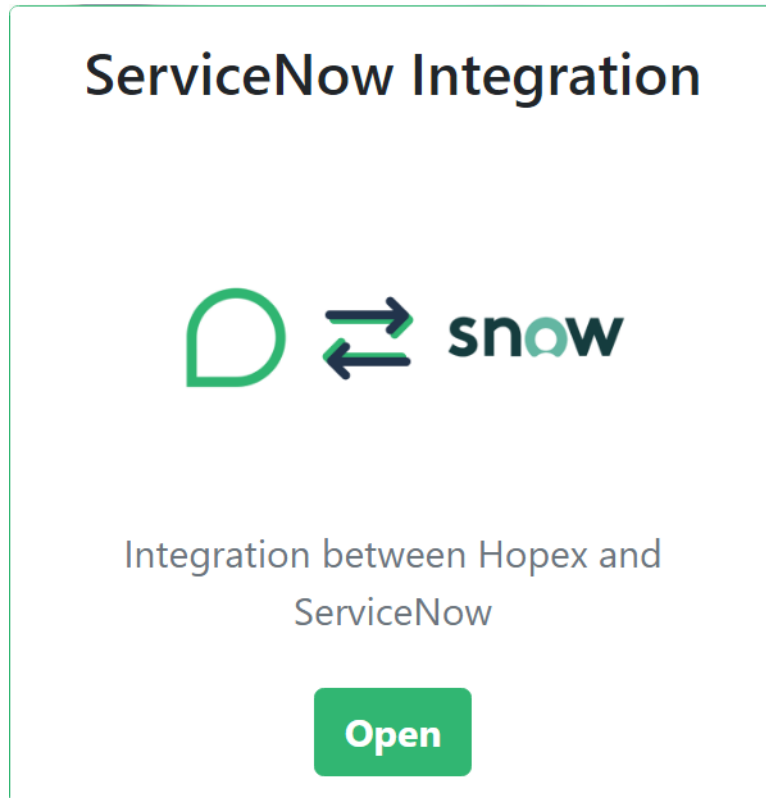 ServiceNow Integration
snow
Integration between Hopex and
ServiceNow
Open